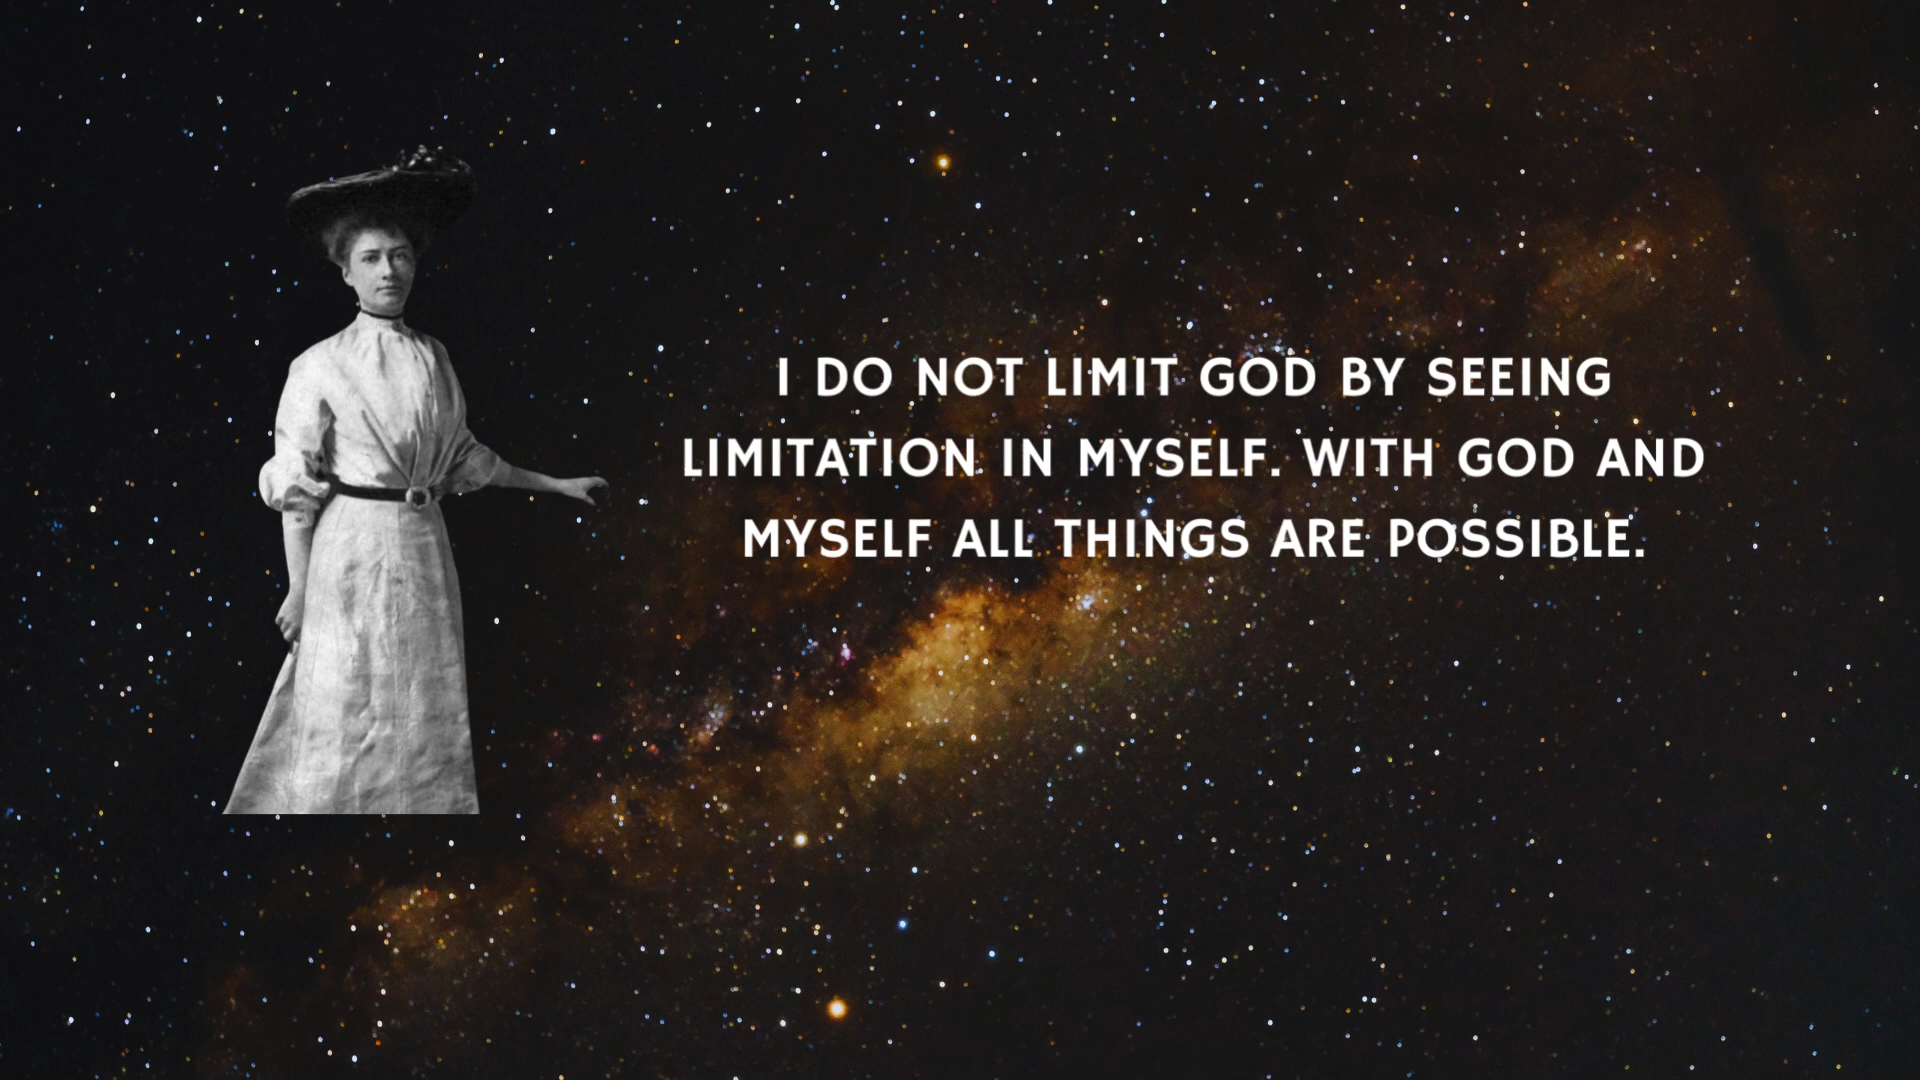 I DO NOT LIMIT GOD BY SEEING
LIMITATION IN MYSELF. WITH GOD AND
MYSELF ALL THINGS ARE POSSIBLE.